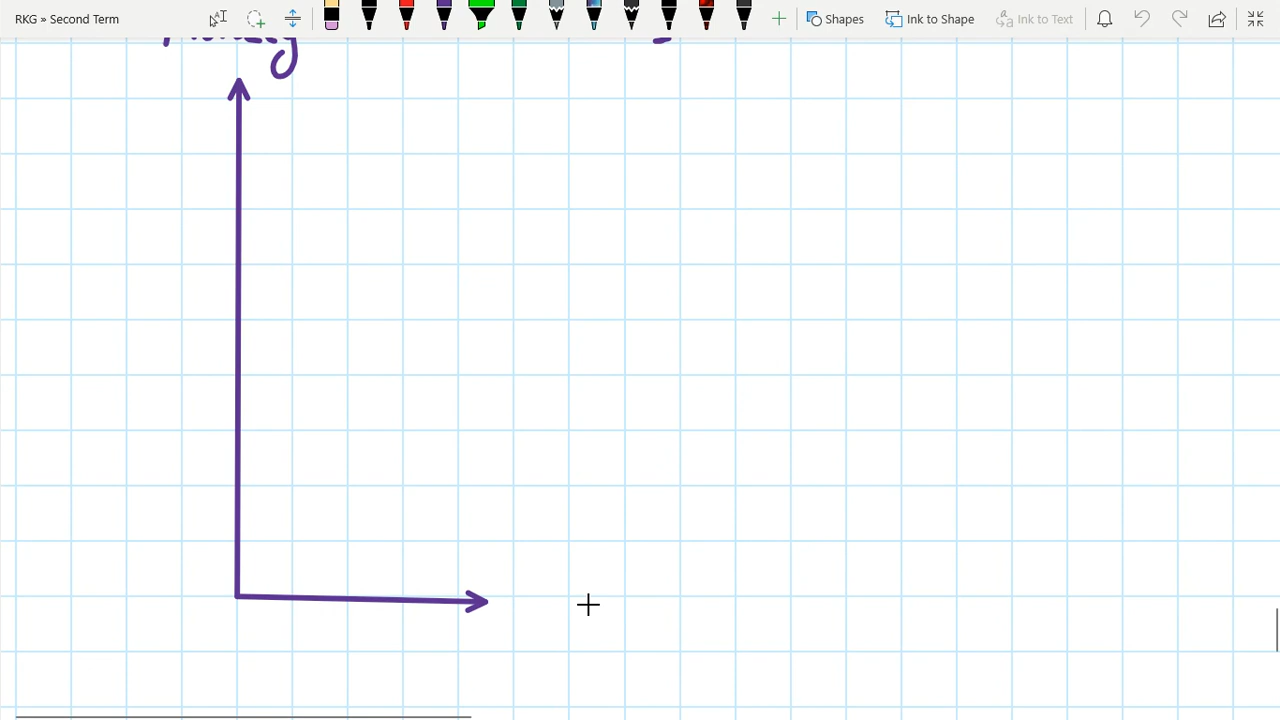 RKG » Second Term
Shapes
Ink to Shape
Ink to Text